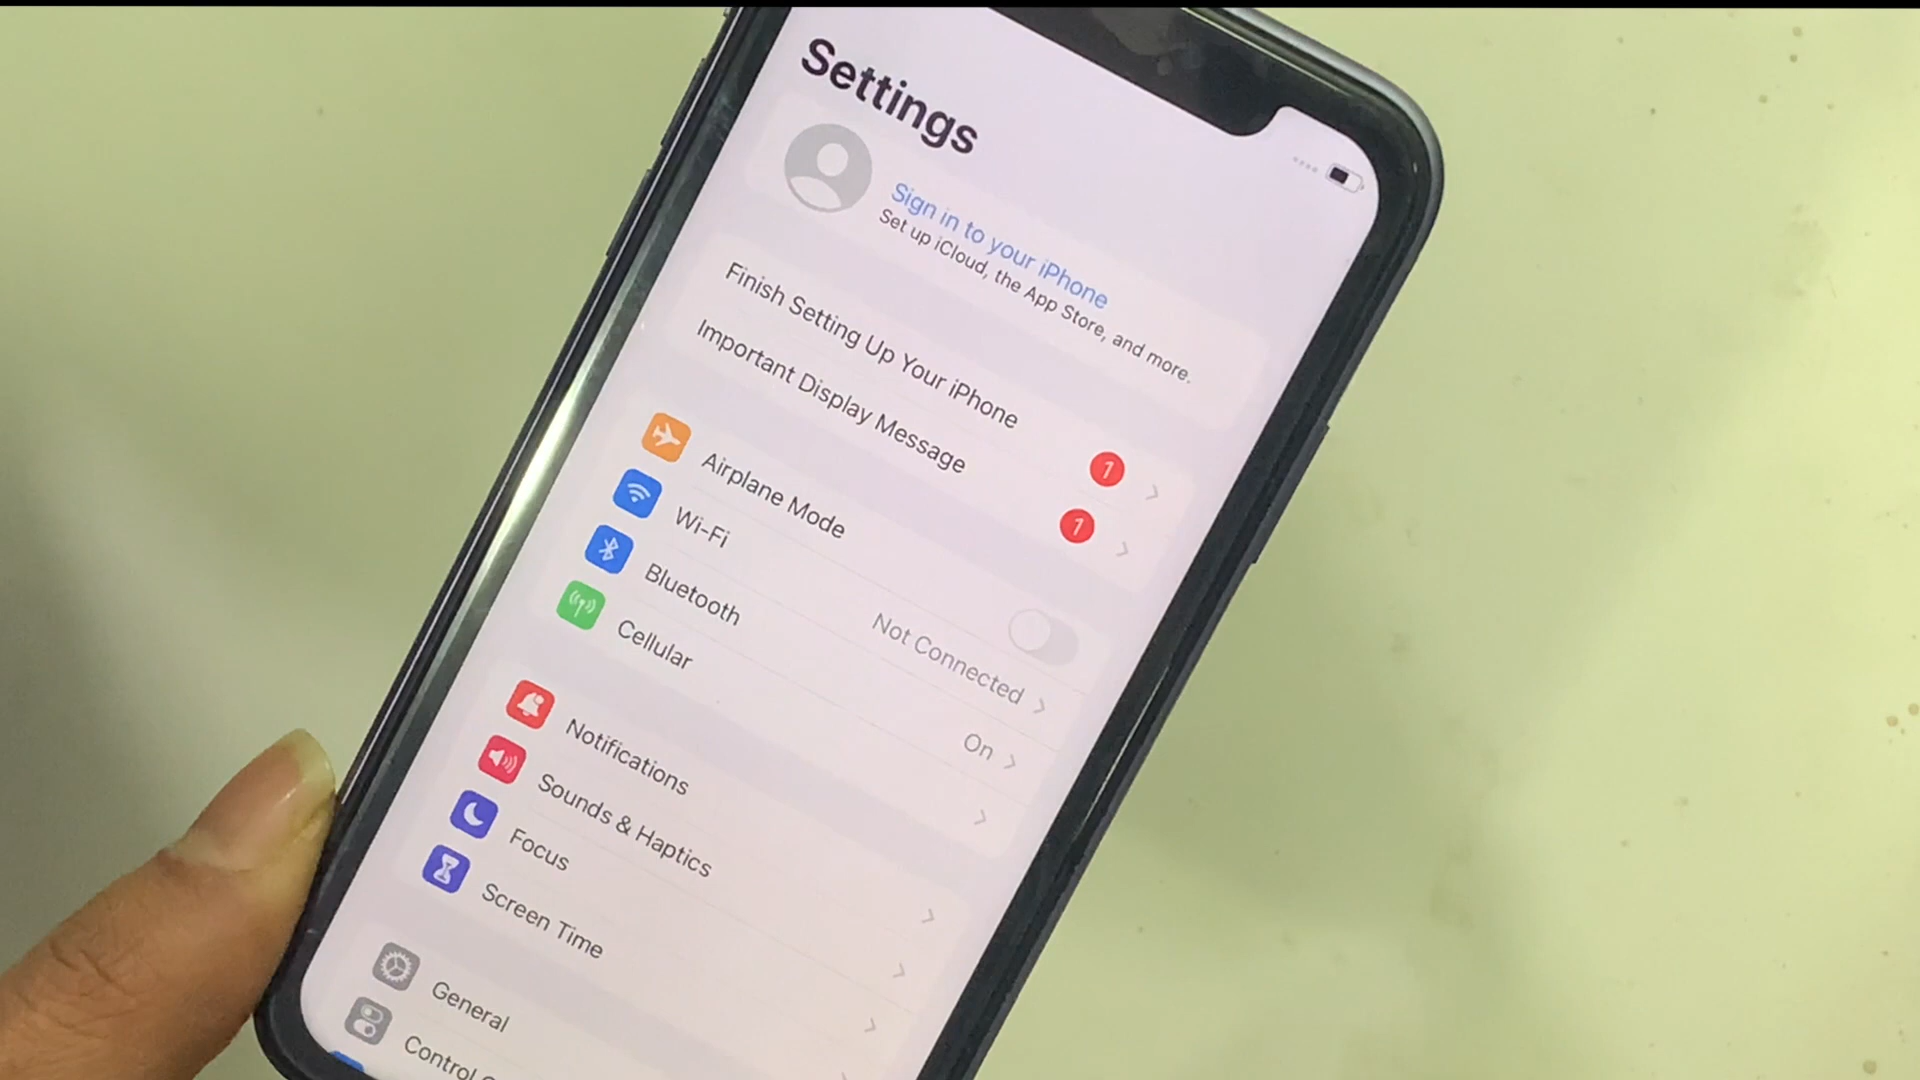 Settings
Sign in to your iPhone
Set up iCloud, the App Store, and more.
Finish Setting Up Your iPhone 1
Important Display Message 1
Airplane Mode
Wi-Fi Not Connected
Bluetooth On
Cellular
Notifications
Sounds & Haptics
Focus
Screen Time
General
Control